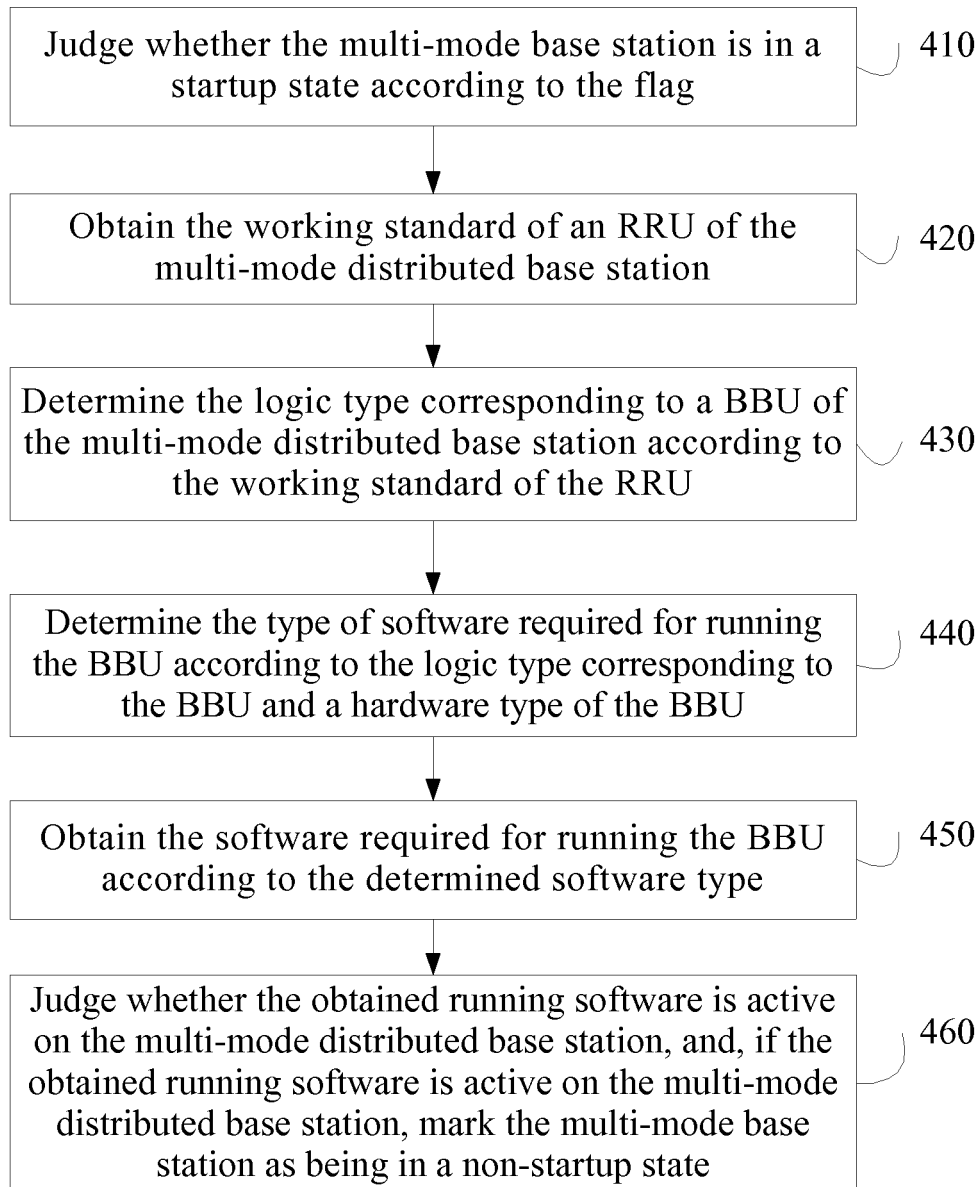 Judge whether the multi-mode base station is in a
startup state according to the flag
410
Obtain the working standard of an RRU of the
multi-mode distributed base station
420
Determine the logic type corresponding to a BBU of
the multi-mode distributed base station according to
the working standard of the RRU
430
Determine the type of software required for running
the BBU according to the logic type corresponding to
the BBU and a hardware type of the BBU
440
Obtain the software required for running the BBU
according to the determined software type
450
Judge whether the obtained running software is active
on the multi-mode distributed base station, and, if the
obtained running software is active on the multi-mode
distributed base station, mark the multi-mode base
station as being in a non-startup state
460